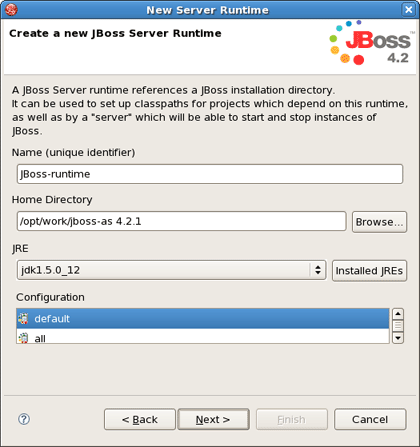 New Server Runtime
Create a new JBoss Server Runtime
JBoss
4.2
A JBoss Server runtime references a JBoss installation directory.
It can be used to set up classpaths for projects which depend on this runtime,
as well as by a "server" which will be able to start and stop instances of
JBoss.
Name (unique identifier)
JBoss-runtime
Home Directory
/opt/work/jboss-as 4.2.1
Browse...
JRE
jdk1.5.0_12
Installed JREs
Configuration
default
all
< Back
Next >
Finish
Cancel